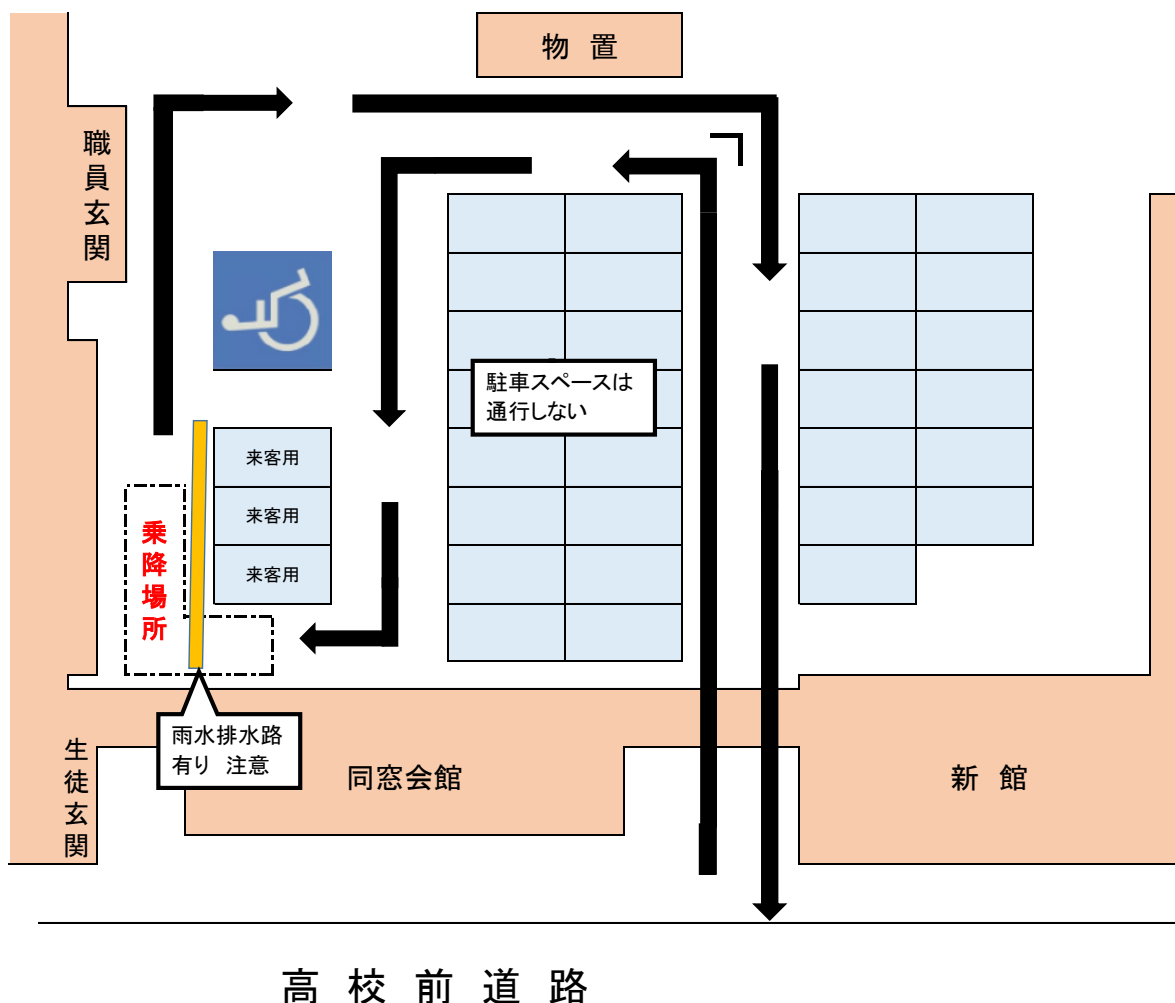 物 置
職員玄関
駐車スペースは
通行しない
来客用
来客用
来客用
乗降場所
雨水排水路
有り 注意
生徒玄関
同窓会館
新 館
高 校 前 道 路